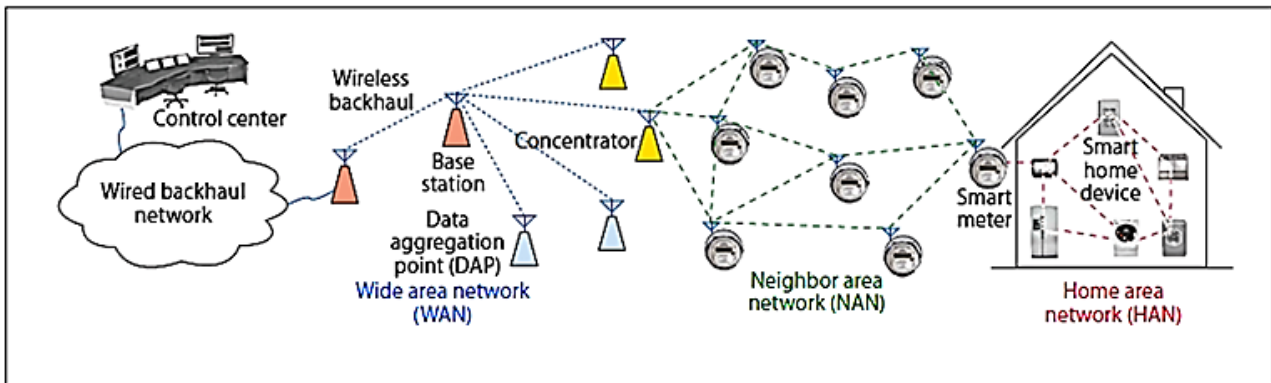 Control center
Wired backhaul
network
Wireless
backhaul
Base
station
Concentrator
Data
aggregation
point (DAP)
Wide area network
(WAN)
Neighbor area
network (NAN)
Smart
meter
Smart
home
device
Home area
network (HAN)